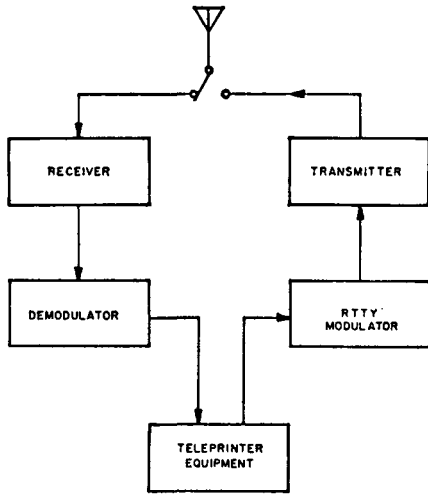 RECEIVER
TRANSMITTER
DEMODULATOR
RTTY
MODULATOR
TELEPRINTER
EQUIPMENT